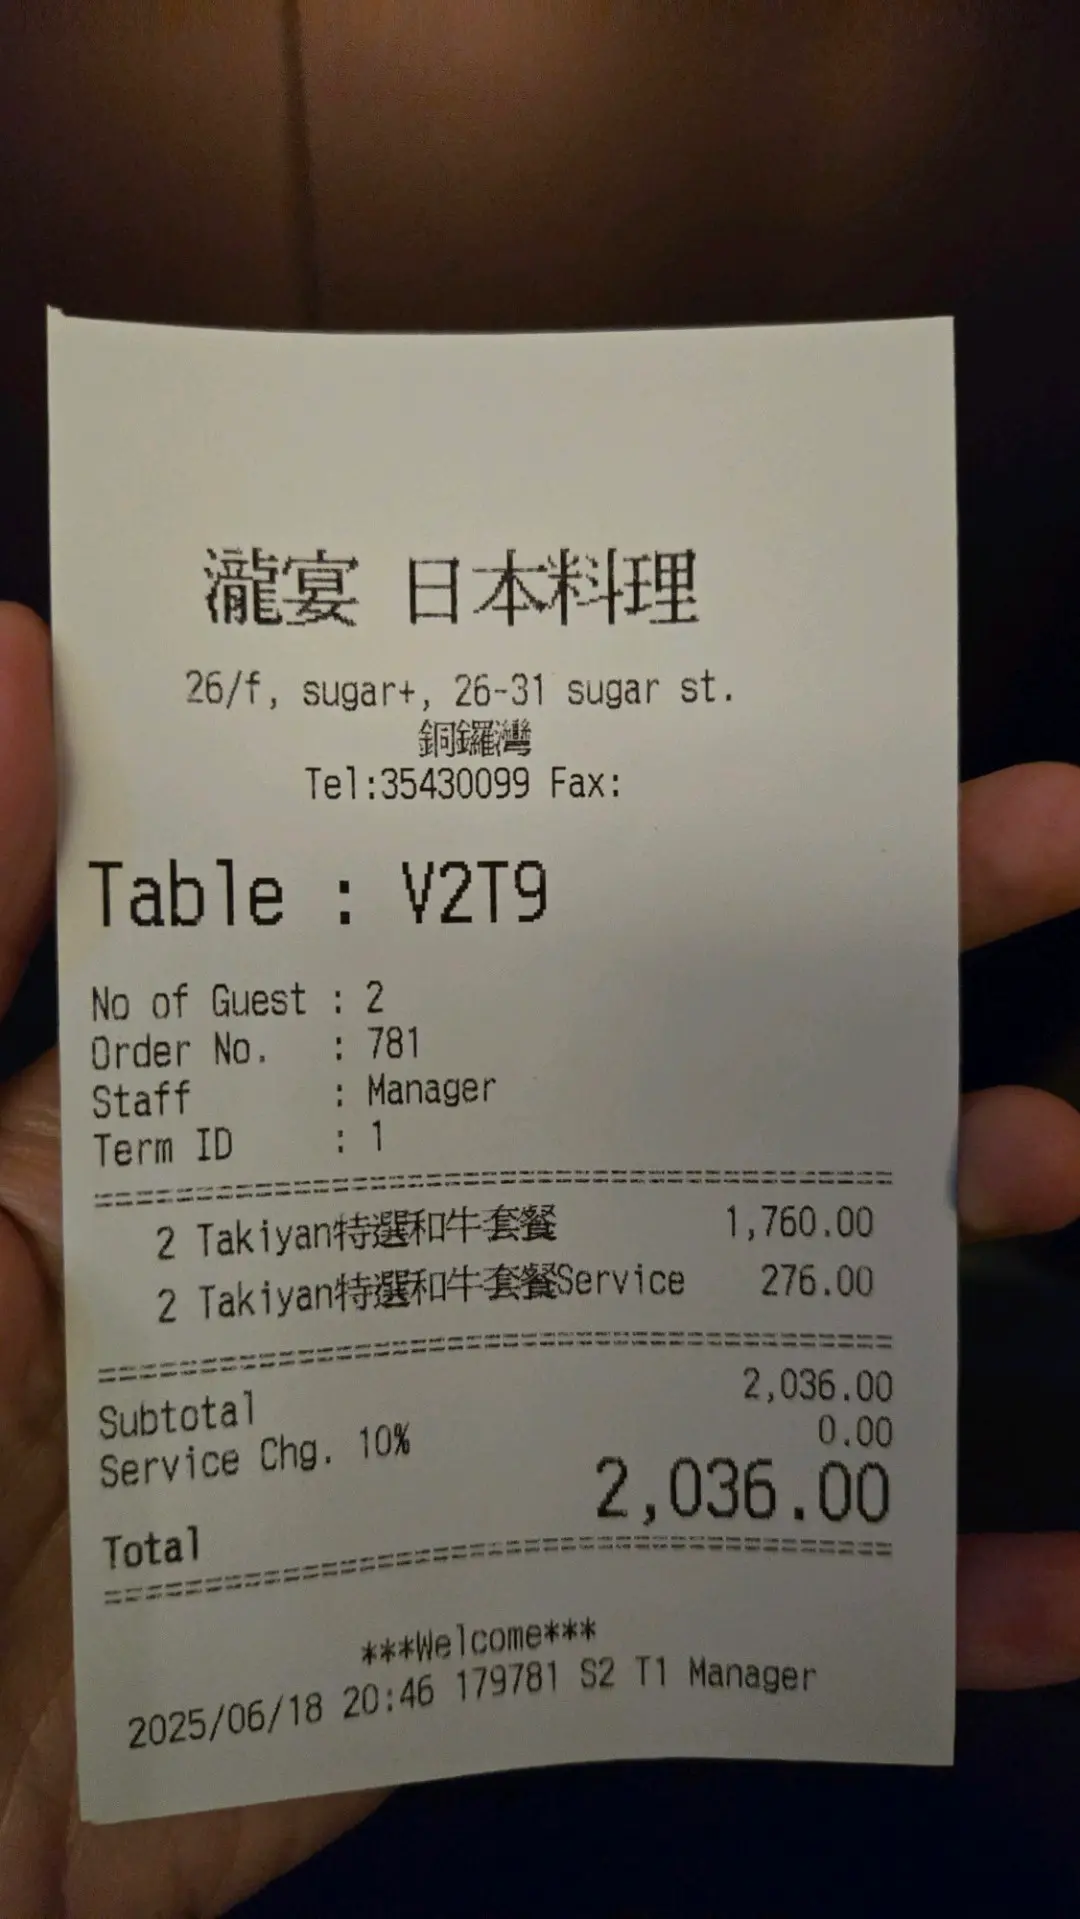 瀧宴 日本料理
26/f, sugar+, 26-31 sugar st.
銅鑼灣
Tel:35430099 Fax:
Table : V2T9
No of Guest : 2
Order No. : 781
Staff : Manager
Term ID : 1
2 Takiyan特選和牛套餐 1,760.00
2 Takiyan特選和牛套餐Service 276.00
Subtotal 2,036.00
Service Chg. 10% 0.00
Total 2,036.00
***Welcome***
2025/06/18 20:46 179781 S2 T1 Manager